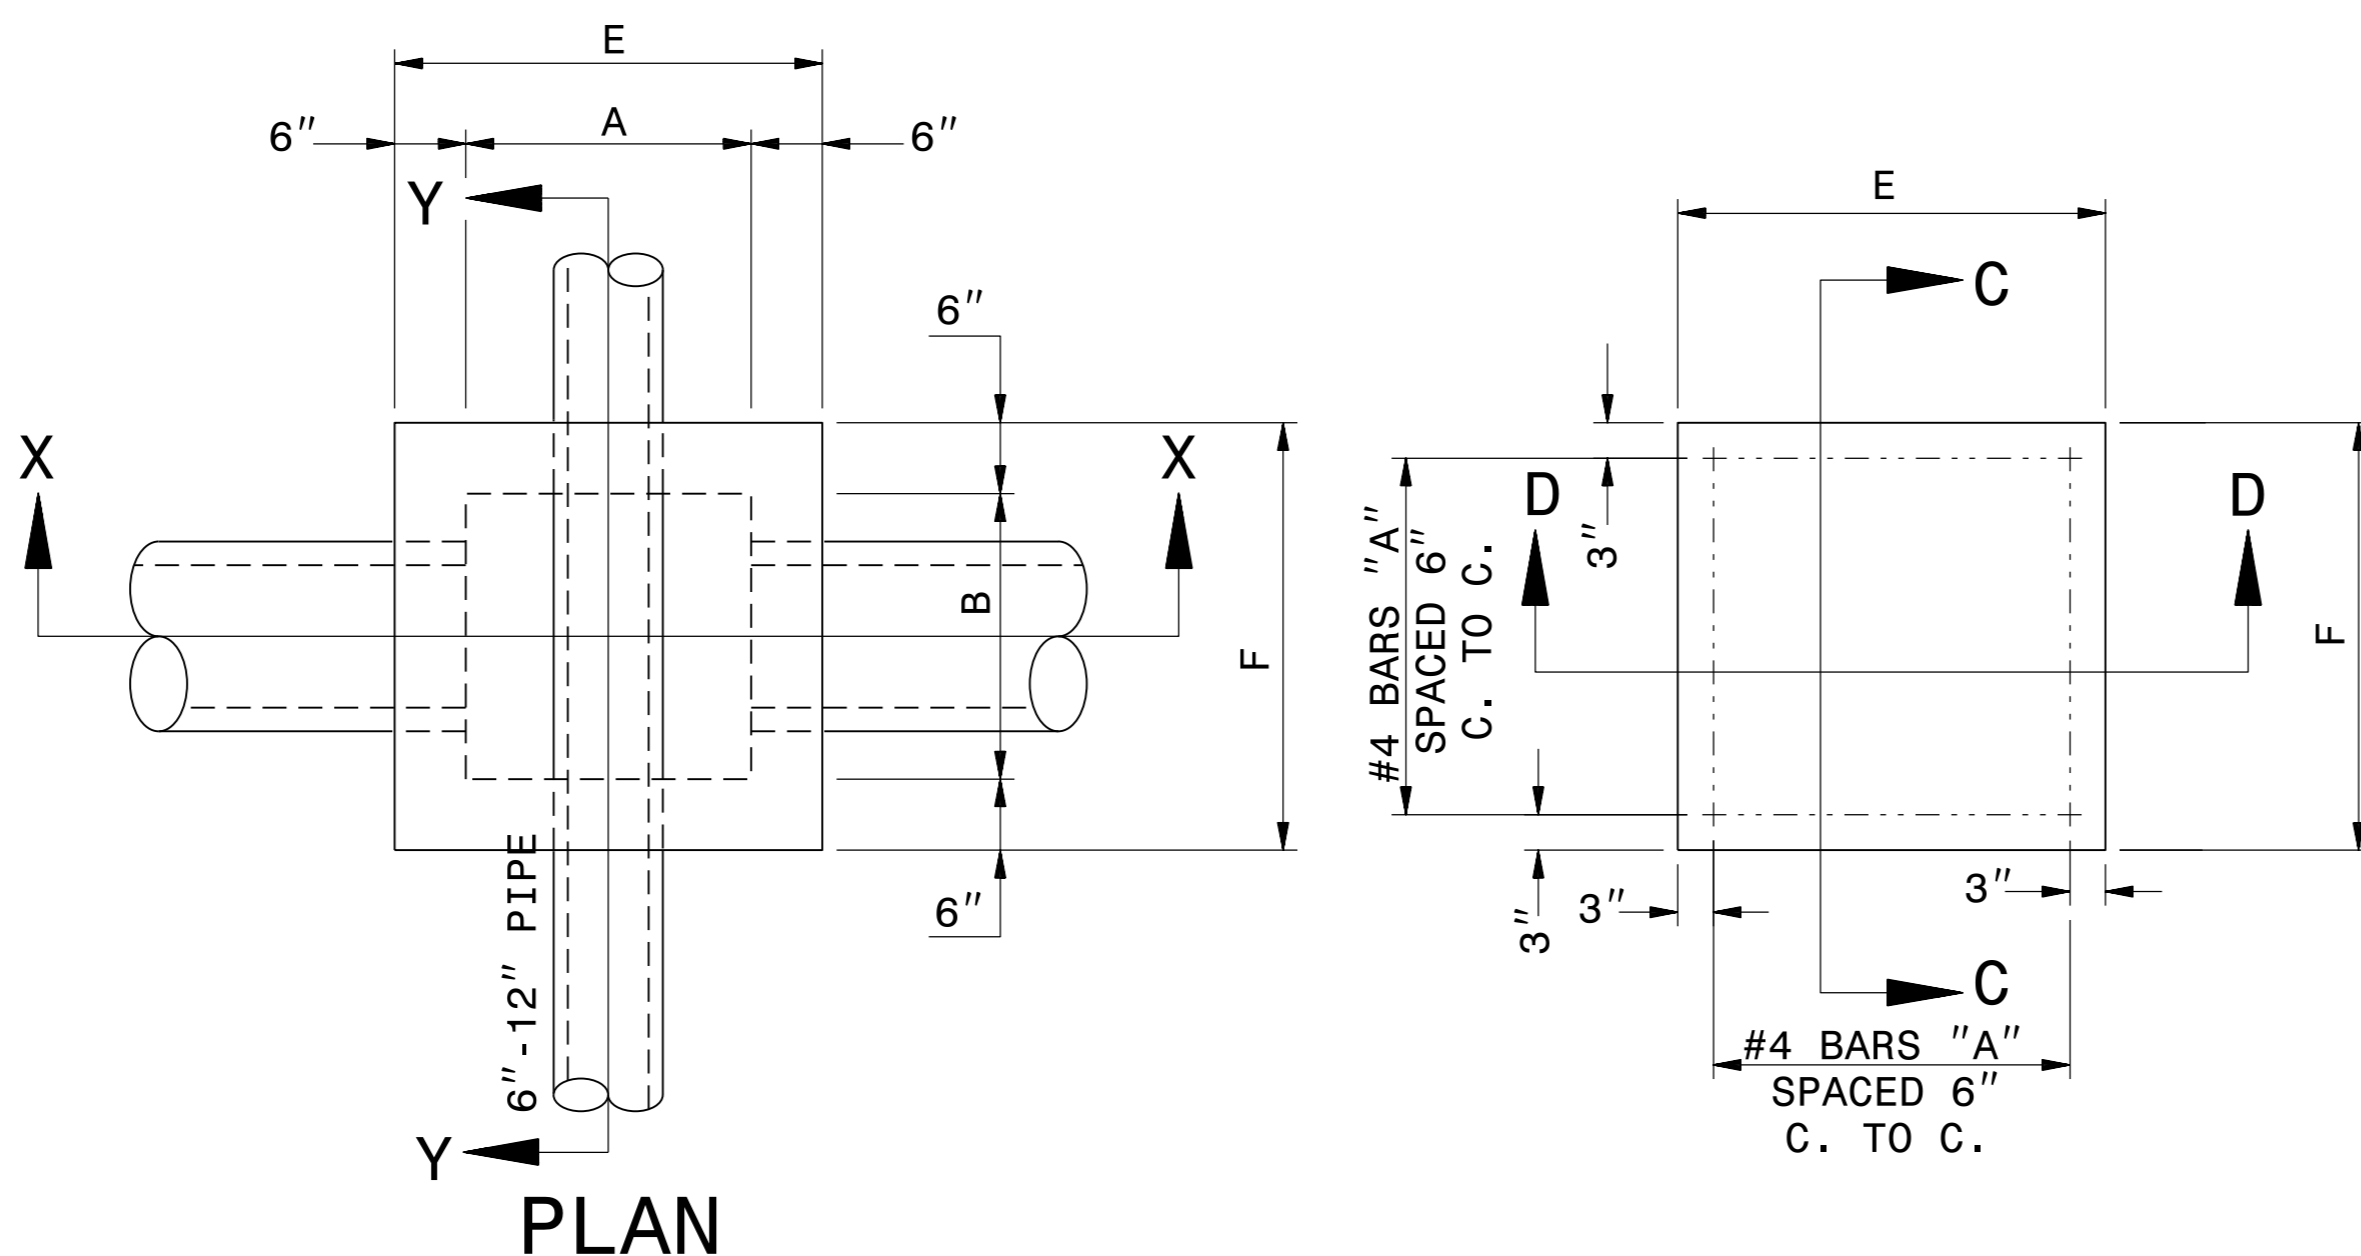 E
A
6"
6"
Y
6"
X
X
B
F
6"
6"-12" PIPE
Y
PLAN
E
C
D
D
3"
#4 BARS "A"
SPACED 6"
C. TO C.
F
3"
3"
3"
C
#4 BARS "A"
SPACED 6"
C. TO C.